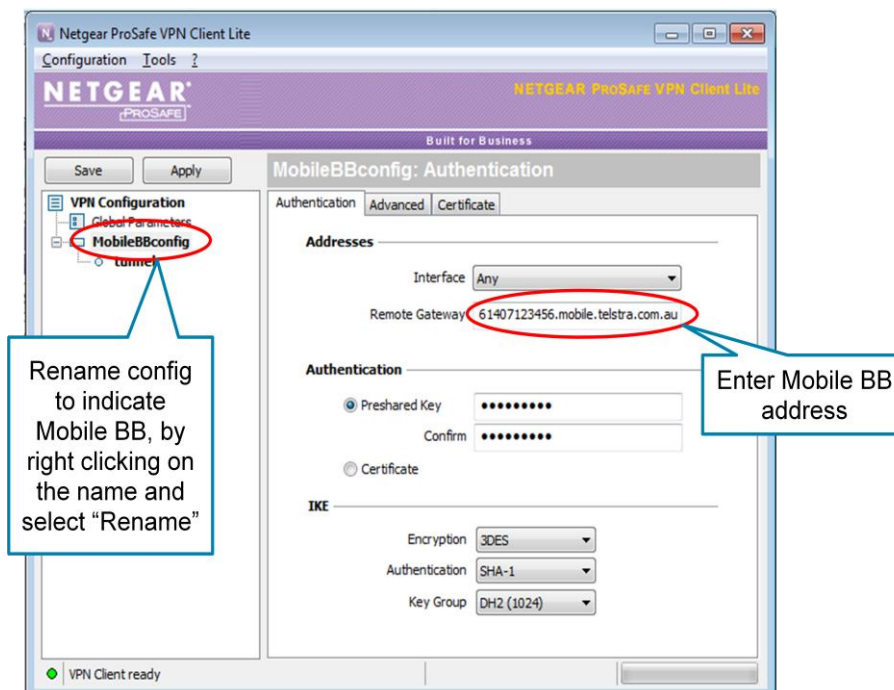 Netgear ProSafe VPN Client Lite
Configuration Tools ?
NETGEAR®
PROSAFE
NETGEAR PROSAFE VPN Client Lite
Built for Business
Save
Apply
MobileBBconfig: Authentication
VPN Configuration
Global Parameters
MobileBBconfig
tunnel
Authentication Advanced Certificate
Addresses
Interface Any
Remote Gateway 61407123456.mobile.telstra.com.au
Authentication
Preshared Key •••••••••
Confirm •••••••••
Certificate
IKE
Encryption 3DES
Authentication SHA-1
Key Group DH2 (1024)
VPN Client ready
Rename config
to indicate
Mobile BB, by
right clicking on
the name and
select “Rename”
Enter Mobile BB
address